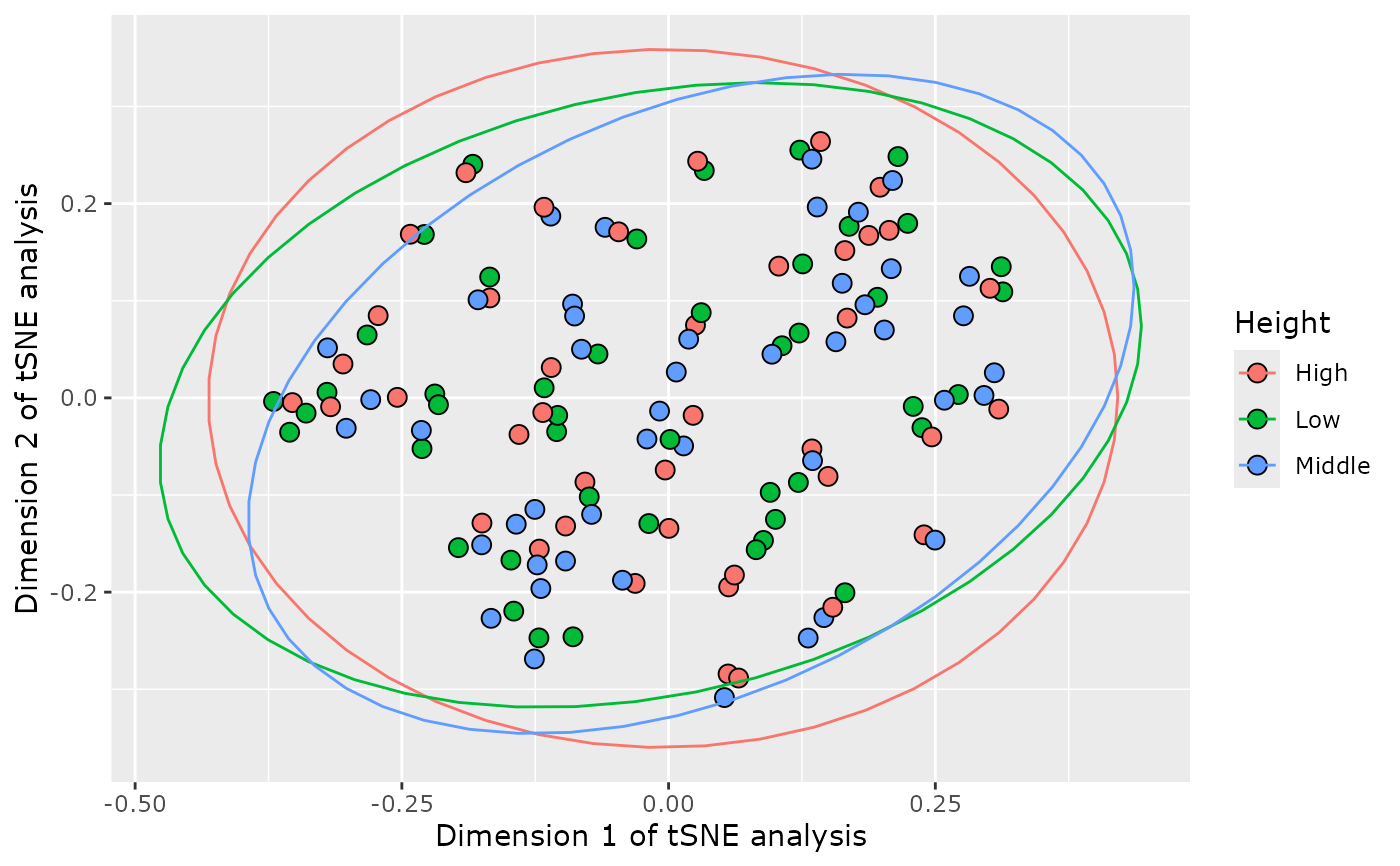 Dimension 2 of tSNE analysis
0.2
0.0
-0.2
-0.50
-0.25
0.00
0.25
Dimension 1 of tSNE analysis
Height
High
Low
Middle